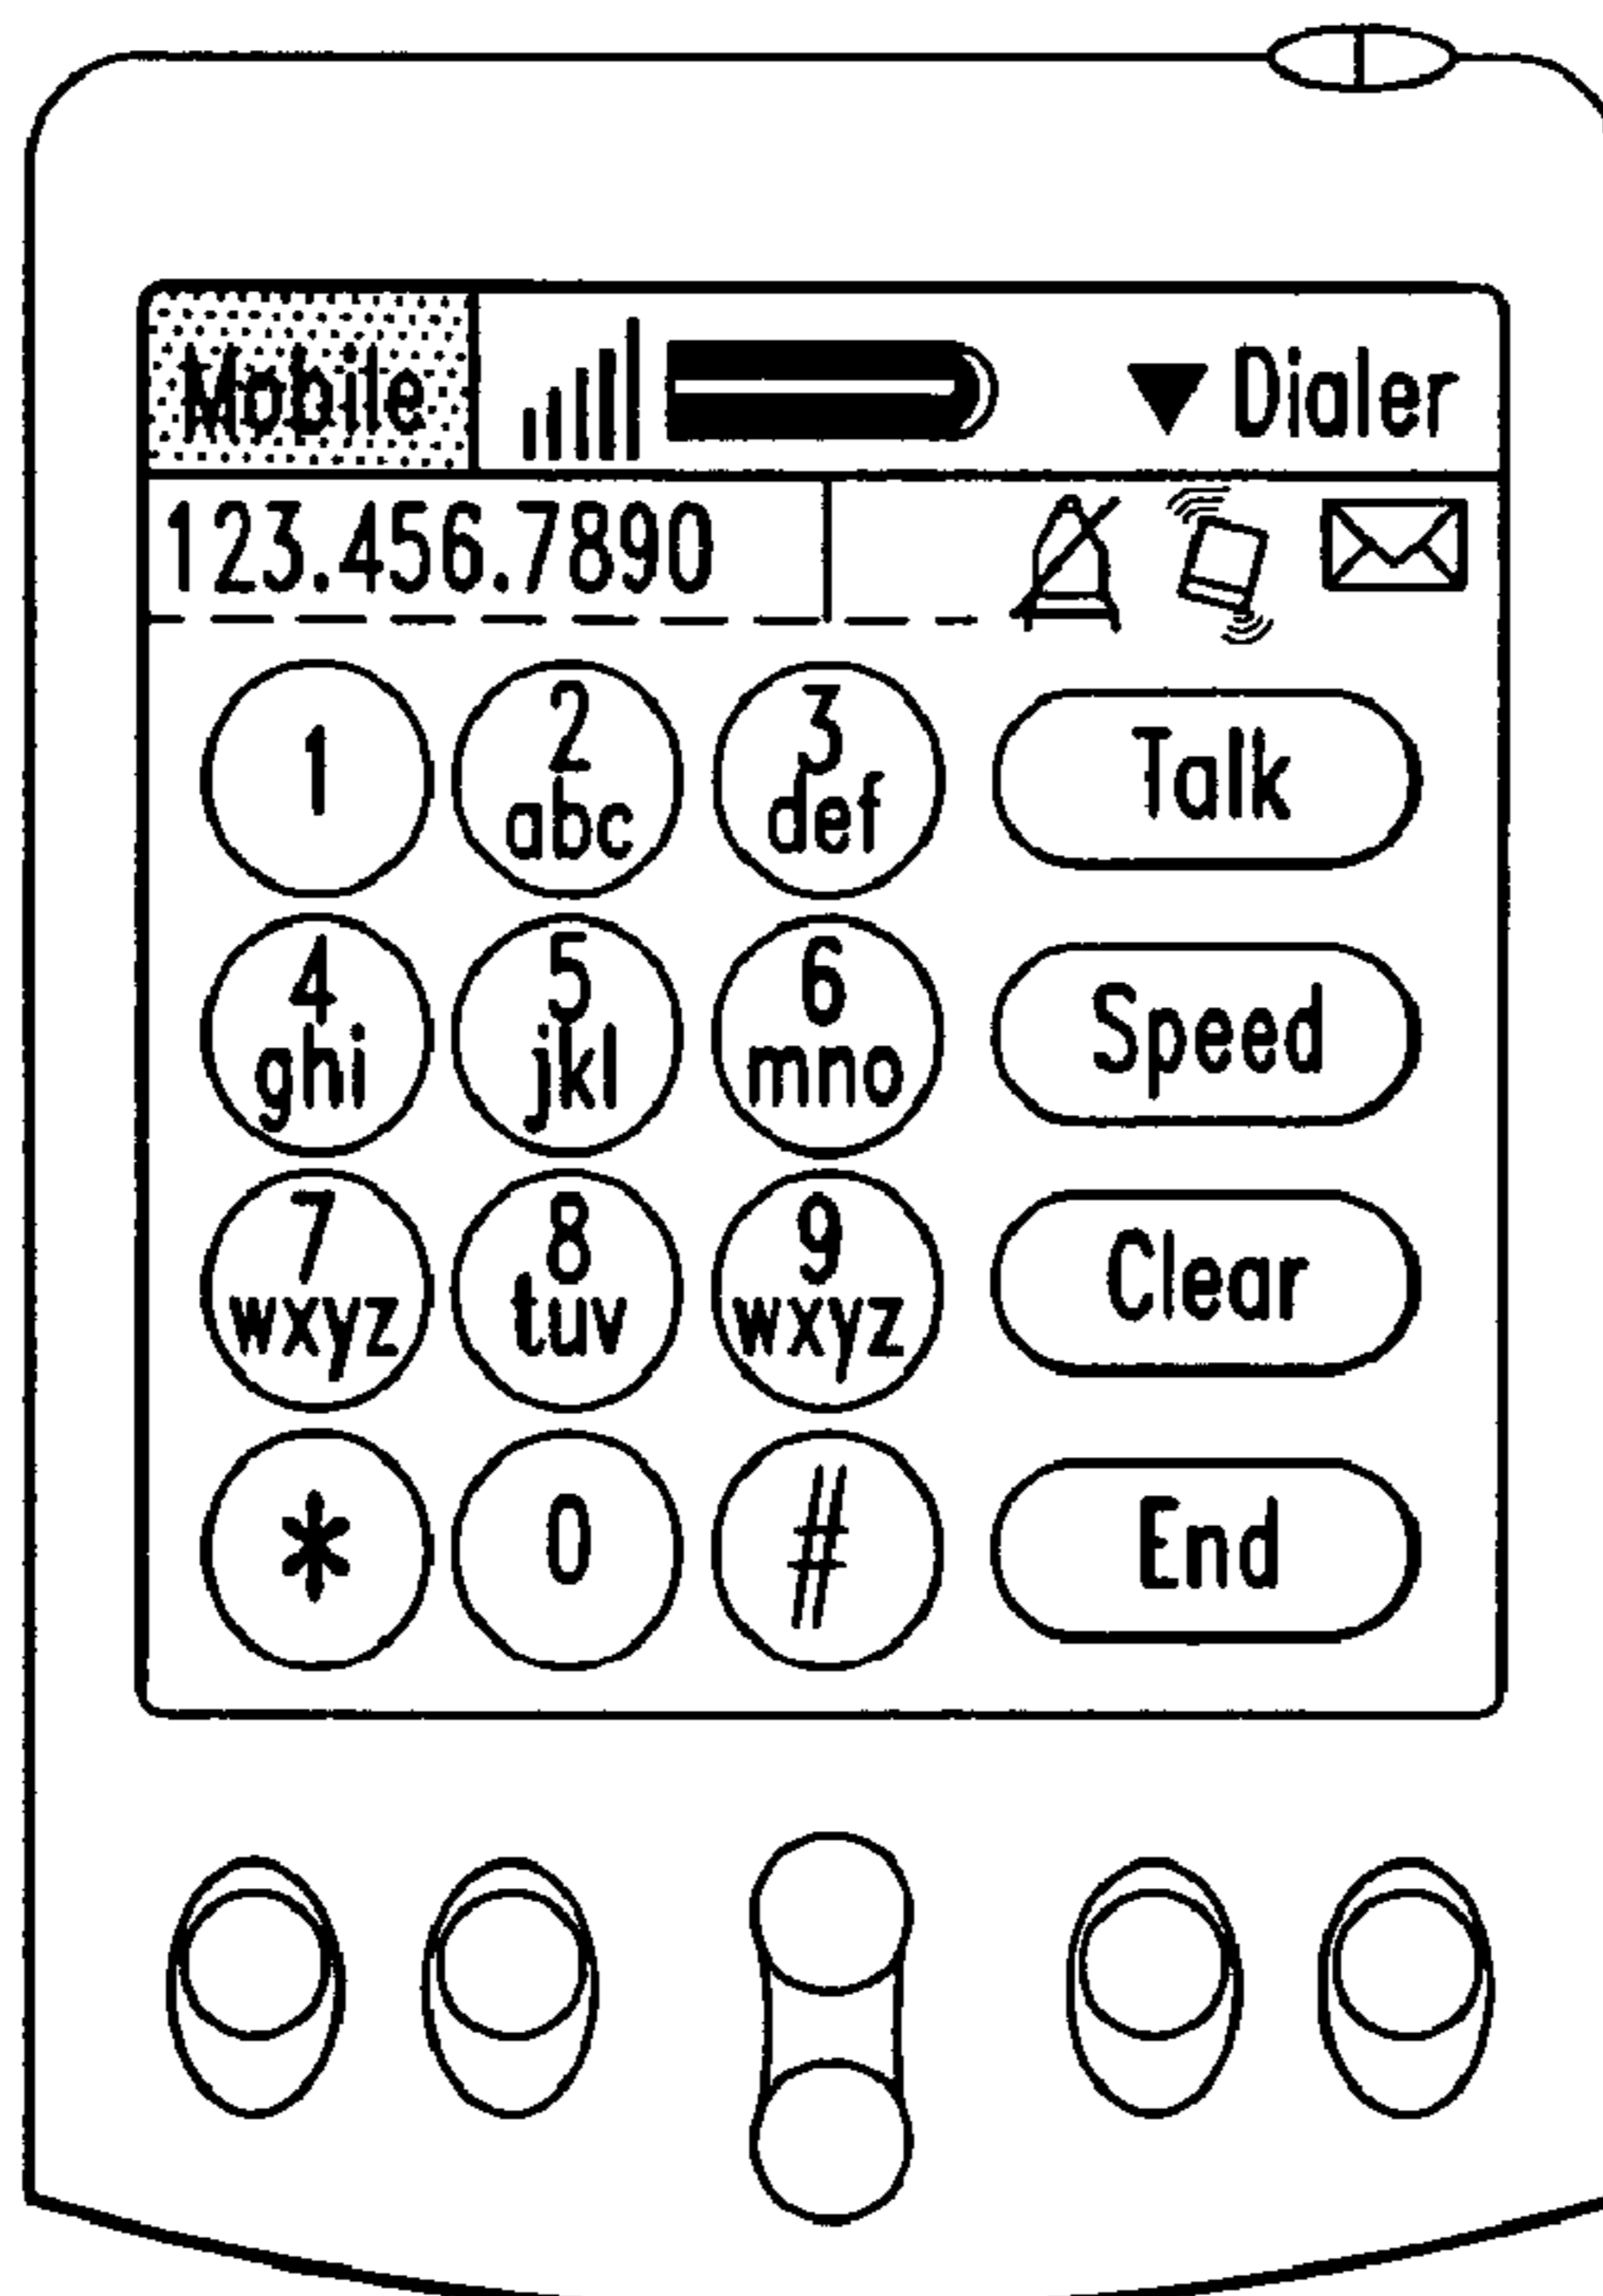 Mobile Dialer
123.456.7890
1 2 3 Talk
abc def
4 5 6 Speed
ghi jkl mno
7 8 9 Clear
wxyz tuv wxyz
* 0 # End